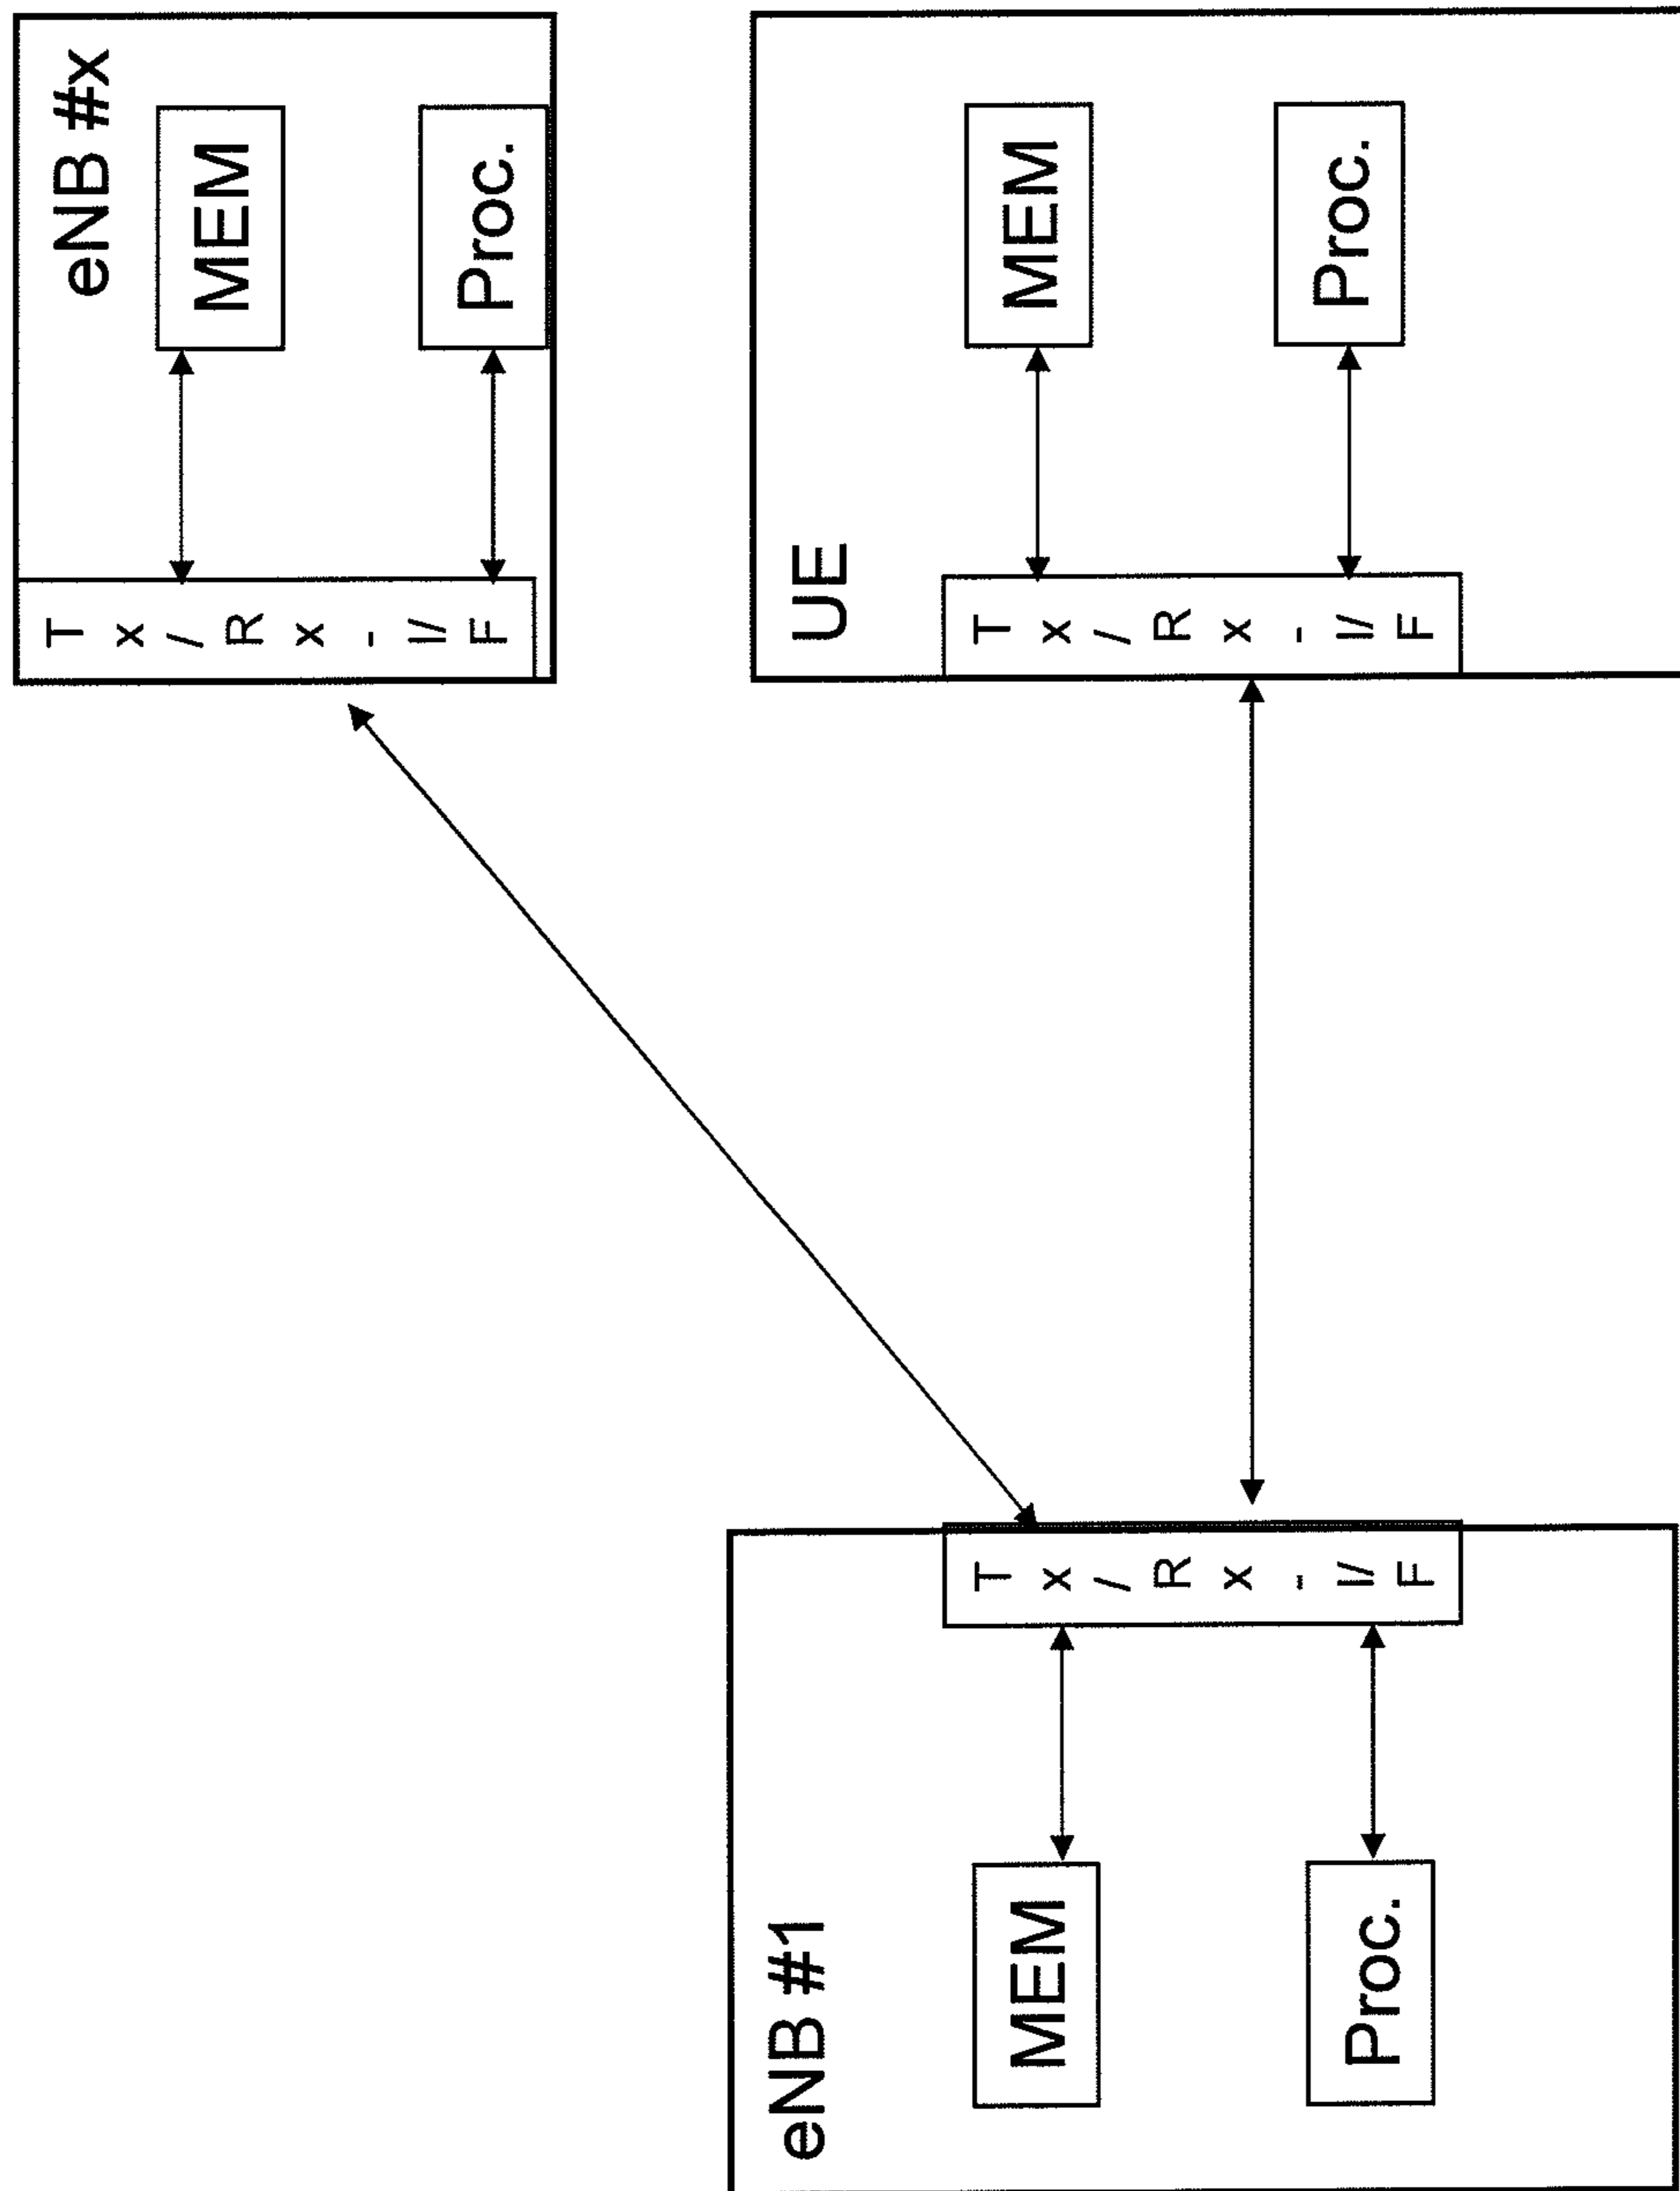 eNB #1
MEM
Proc.
Tx/Rx-I/F
UE
Tx/Rx-I/F
MEM
Proc.
eNB #x
Tx/Rx-I/F
MEM
Proc.